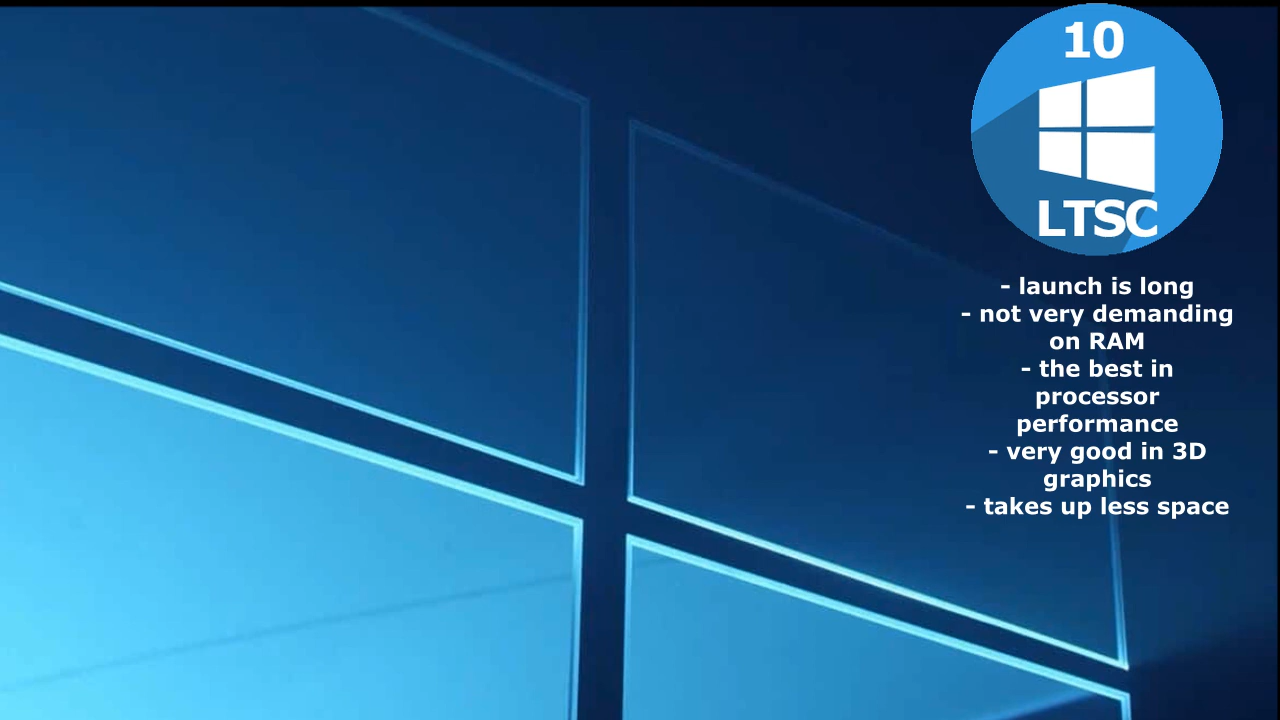 10
LTSC
- launch is long
- not very demanding
on RAM
- the best in
processor
performance
- very good in 3D
graphics
- takes up less space